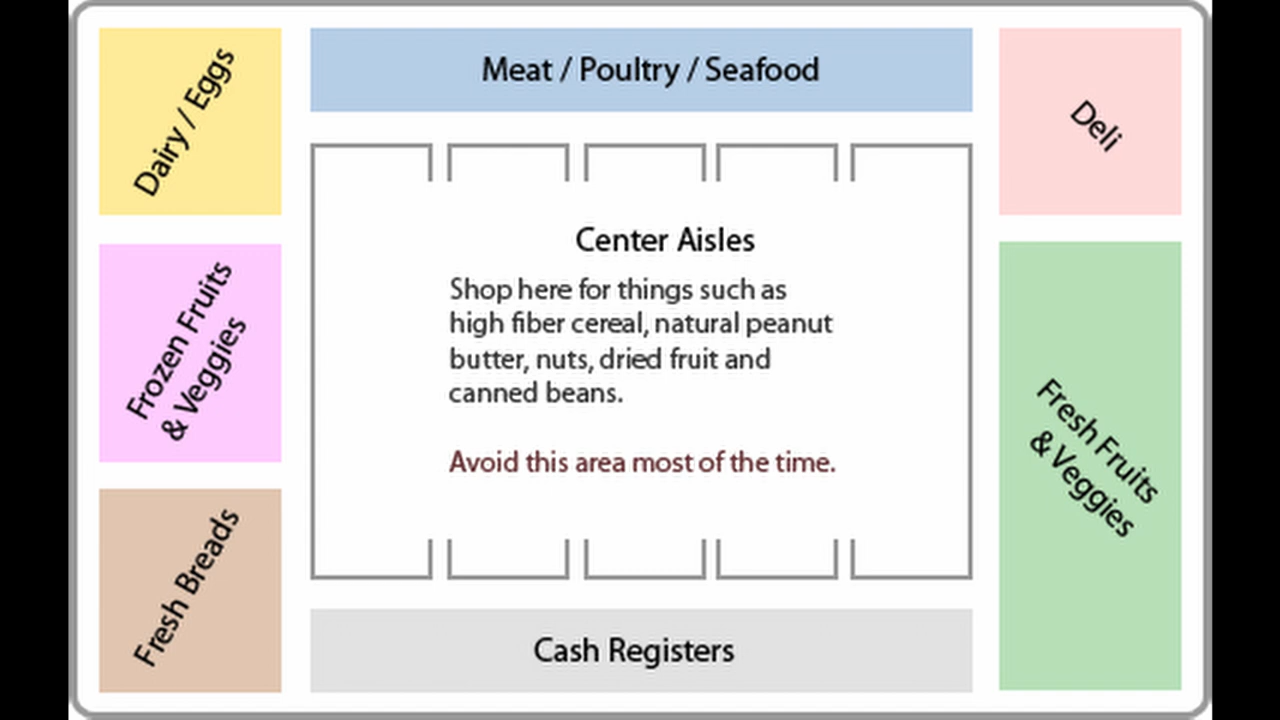 Dairy / Eggs
Meat / Poultry / Seafood
Deli
Center Aisles
Shop here for things such as
high fiber cereal, natural peanut
butter, nuts, dried fruit and
canned beans.
Avoid this area most of the time.
Frozen Fruits
& Veggies
Fresh Fruits
& Veggies
Fresh Breads
Cash Registers